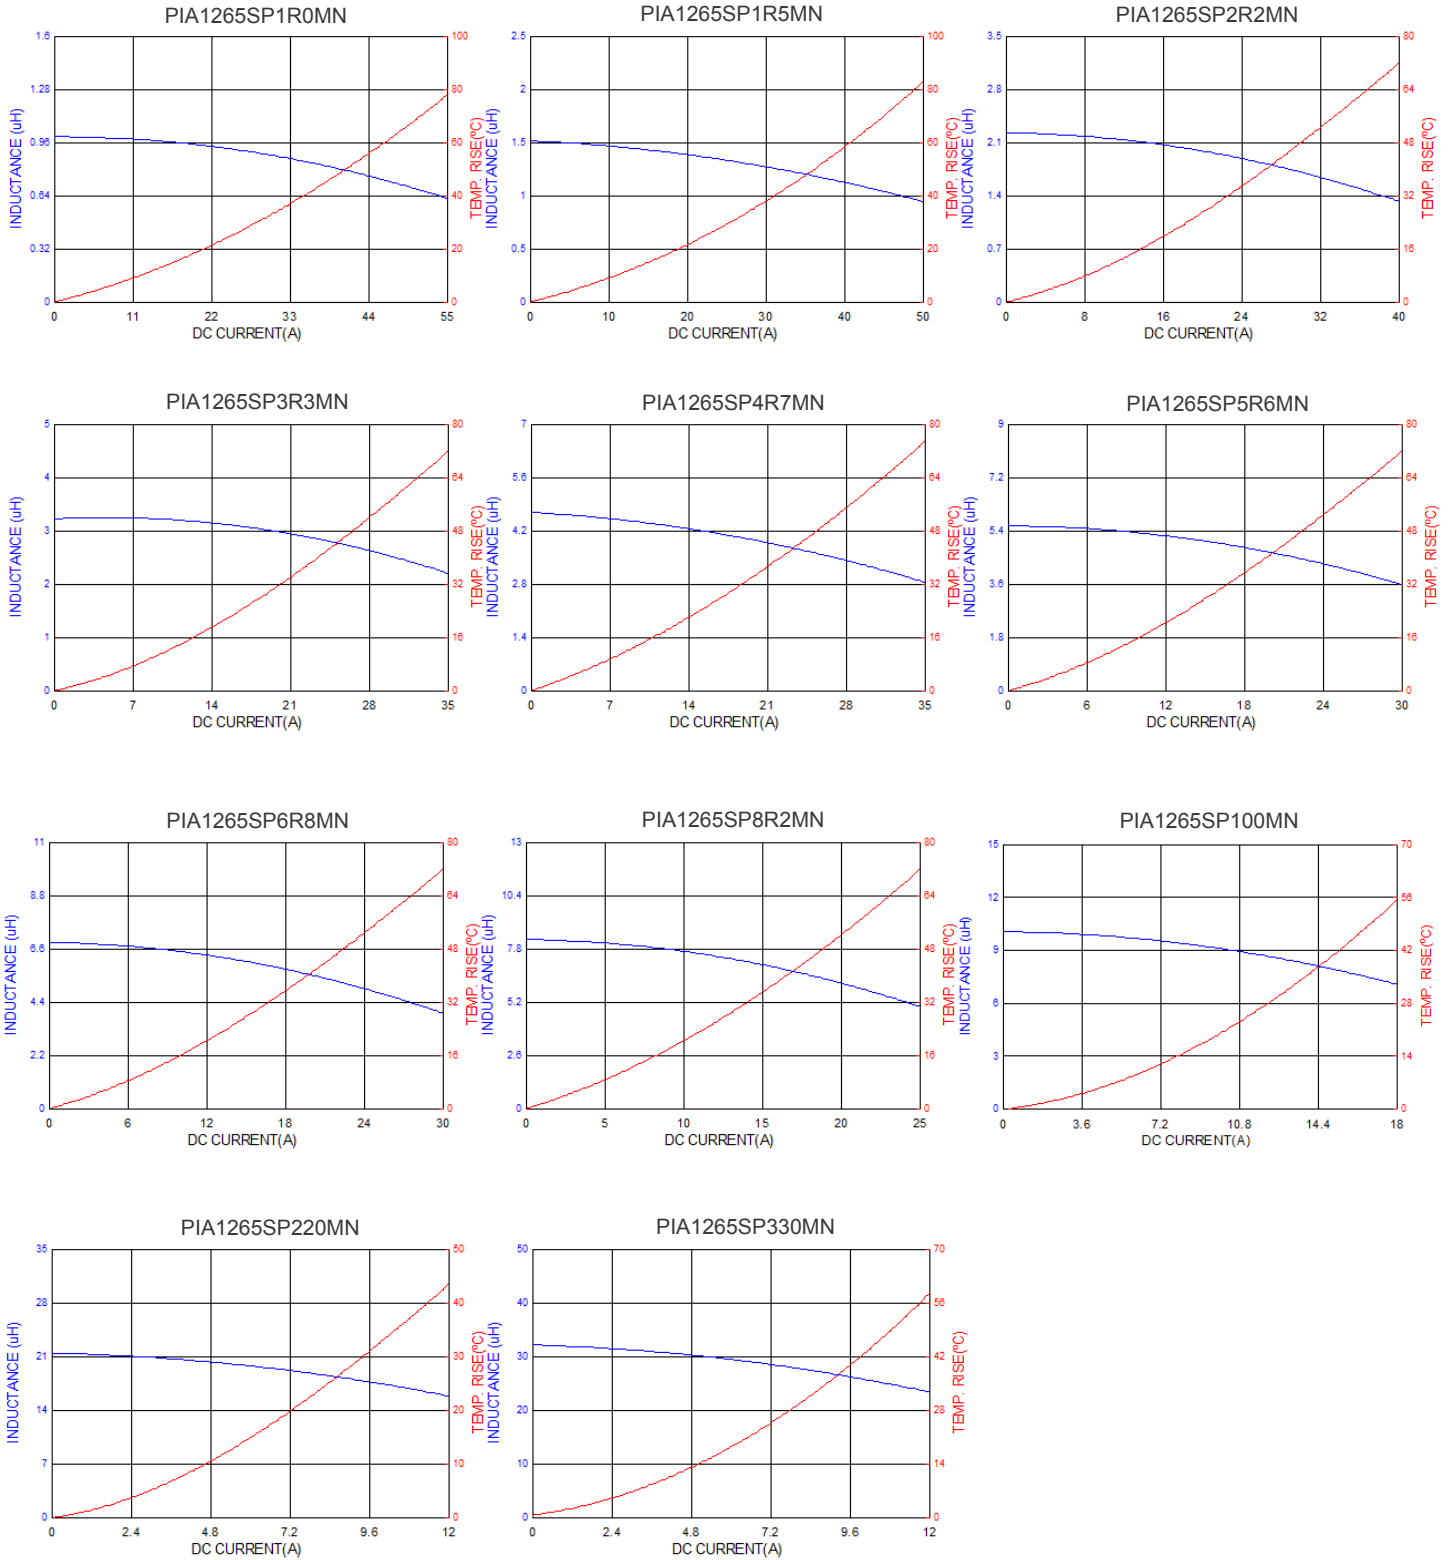 PIA1265SP1R0MN
INDUCTANCE (uH)
1.6
1.28
0.96
0.64
0.32
0
100
80
60
40
20
0
TEMP. RISE(ºC)
0 11 22 33 44 55
DC CURRENT(A)
PIA1265SP1R5MN
INDUCTANCE (uH)
2.5
2
1.5
1
0.5
0
100
80
60
40
20
0
TEMP. RISE(ºC)
0 10 20 30 40 50
DC CURRENT(A)
PIA1265SP2R2MN
INDUCTANCE (uH)
3.5
2.8
2.1
1.4
0.7
0
80
64
48
32
16
0
TEMP. RISE(ºC)
0 8 16 24 32 40
DC CURRENT(A)
PIA1265SP3R3MN
INDUCTANCE (uH)
5
4
3
2
1
0
80
64
48
32
16
0
TEMP. RISE(ºC)
0 7 14 21 28 35
DC CURRENT(A)
PIA1265SP4R7MN
INDUCTANCE (uH)
7
5.6
4.2
2.8
1.4
0
80
64
48
32
16
0
TEMP. RISE(ºC)
0 7 14 21 28 35
DC CURRENT(A)
PIA1265SP5R6MN
INDUCTANCE (uH)
9
7.2
5.4
3.6
1.8
0
80
64
48
32
16
0
TEMP. RISE(ºC)
0 6 12 18 24 30
DC CURRENT(A)
PIA1265SP6R8MN
INDUCTANCE (uH)
11
8.8
6.6
4.4
2.2
0
80
64
48
32
16
0
TEMP. RISE(ºC)
0 6 12 18 24 30
DC CURRENT(A)
PIA1265SP8R2MN
INDUCTANCE (uH)
13
10.4
7.8
5.2
2.6
0
80
64
48
32
16
0
TEMP. RISE(ºC)
0 5 10 15 20 25
DC CURRENT(A)
PIA1265SP100MN
INDUCTANCE (uH)
15
12
9
6
3
0
70
56
42
28
14
0
TEMP. RISE(ºC)
0 3.6 7.2 10.8 14.4 18
DC CURRENT(A)
PIA1265SP220MN
INDUCTANCE (uH)
35
28
21
14
7
0
50
40
30
20
10
0
TEMP. RISE(ºC)
0 2.4 4.8 7.2 9.6 12
DC CURRENT(A)
PIA1265SP330MN
INDUCTANCE (uH)
50
40
30
20
10
0
70
56
42
28
14
0
TEMP. RISE(ºC)
0 2.4 4.8 7.2 9.6 12
DC CURRENT(A)